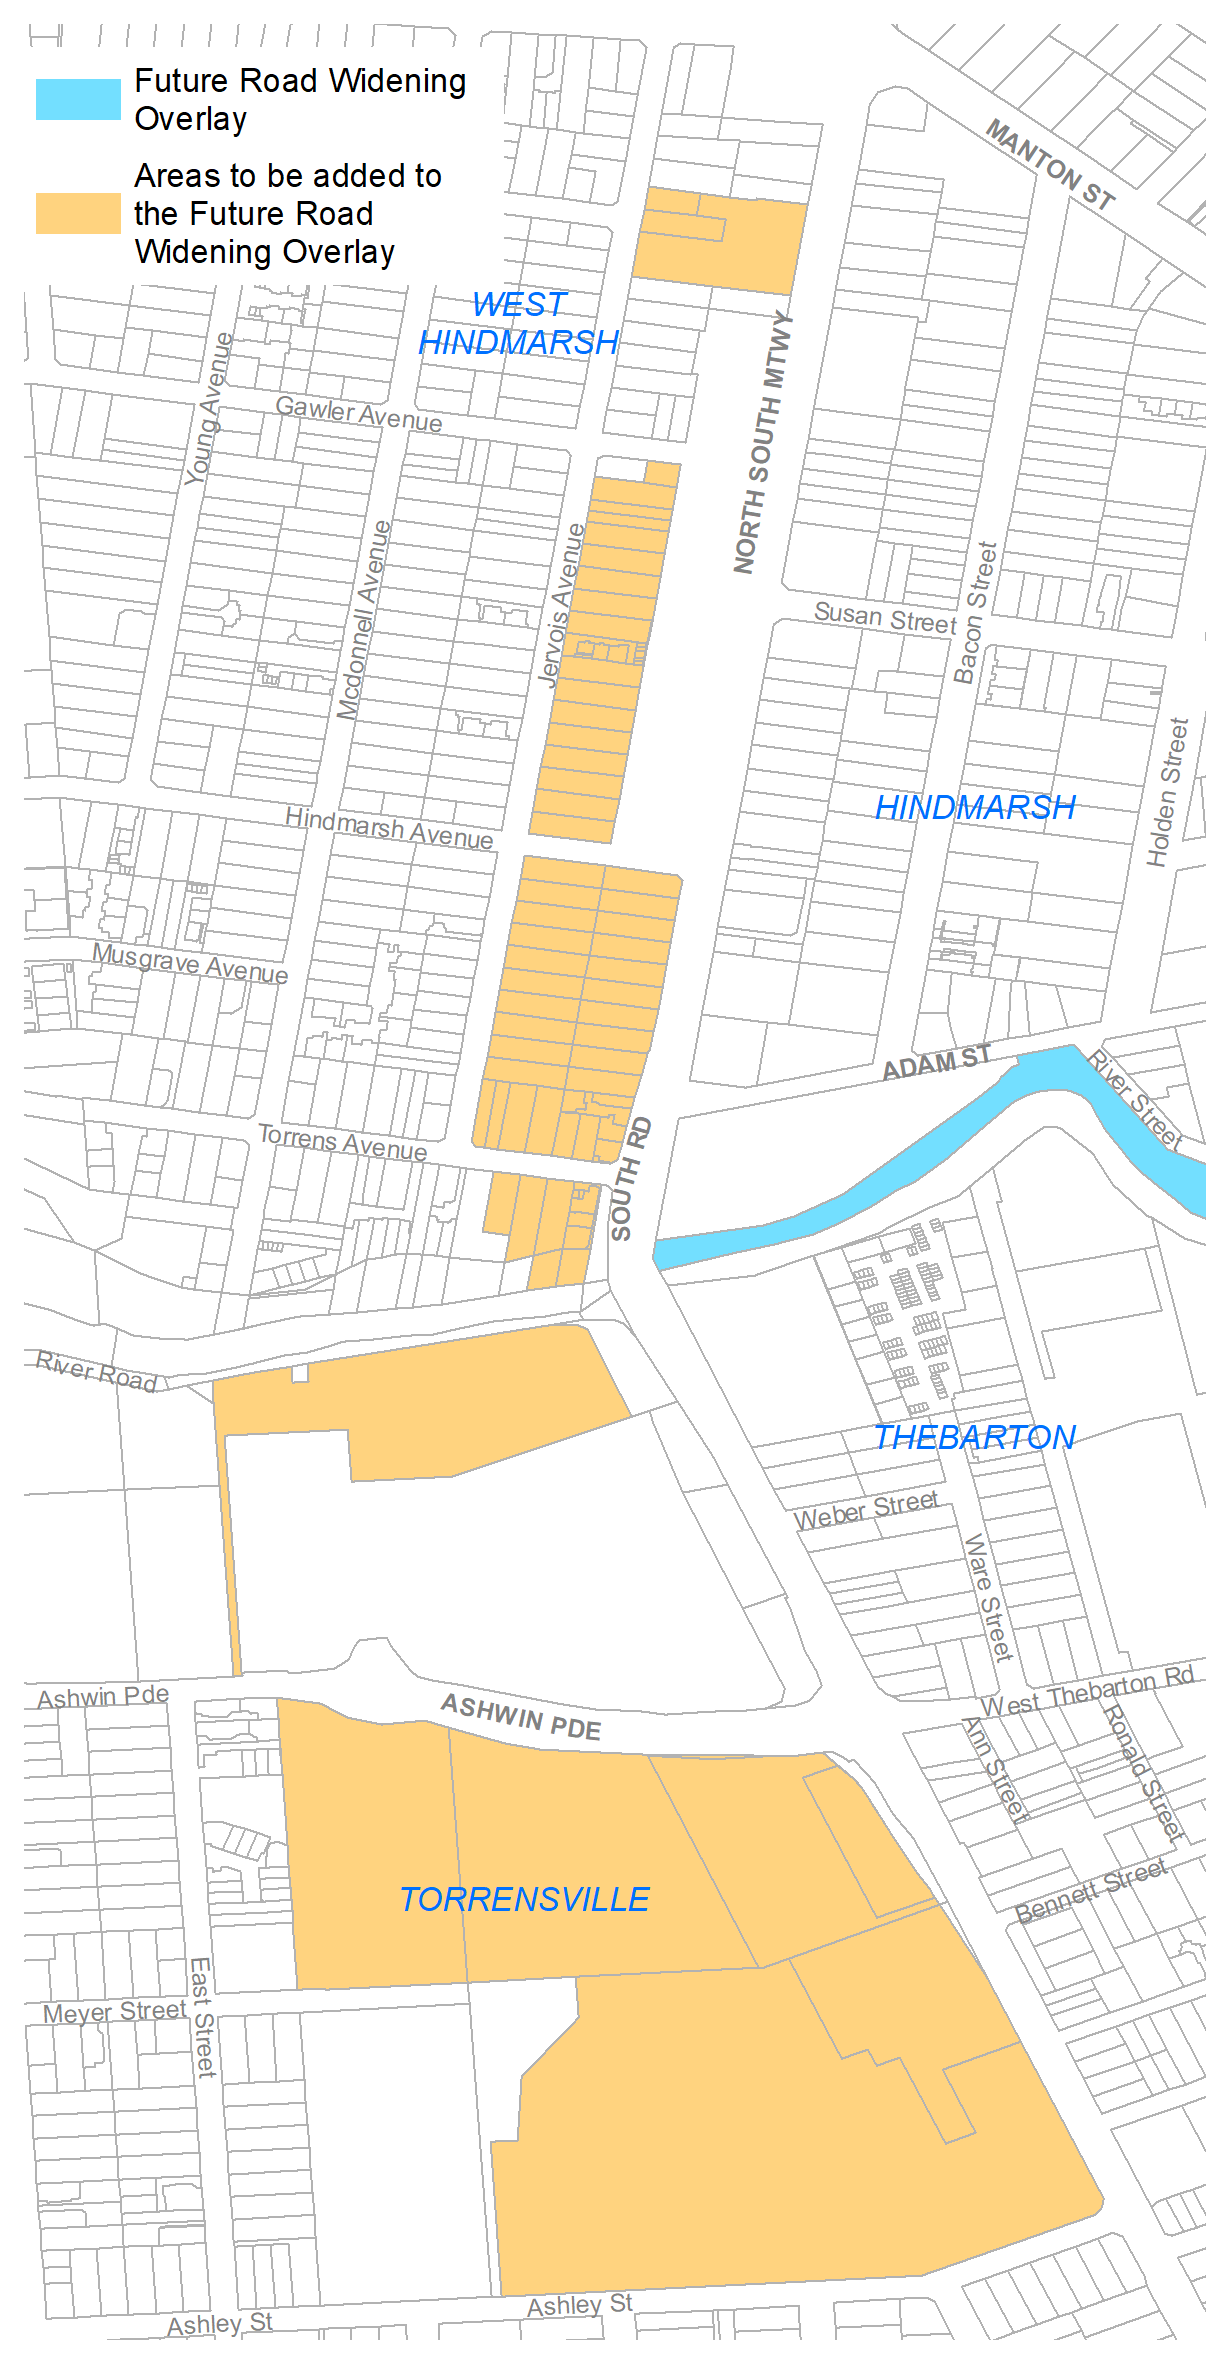 Future Road Widening
Overlay
Areas to be added to
the Future Road
Widening Overlay
MANTON ST
WEST
HINDMARSH
NORTH SOUTH MTWY
Young Avenue
Gawler Avenue
Mcdonnell Avenue
Jervois Avenue
Susan Street
Bacon Street
Holden Street
HINDMARSH
Hindmarsh Avenue
Musgrave Avenue
ADAM ST
River Street
Torrens Avenue
SOUTH RD
River Road
THEBARTON
Weber Street
Ware Street
Ashwin Pde
ASHWIN PDE
West Thebarton Rd
Ann Street
Ronald Street
Bennett Street
TORRENSVILLE
East Street
Meyer Street
Ashley St
Ashley St